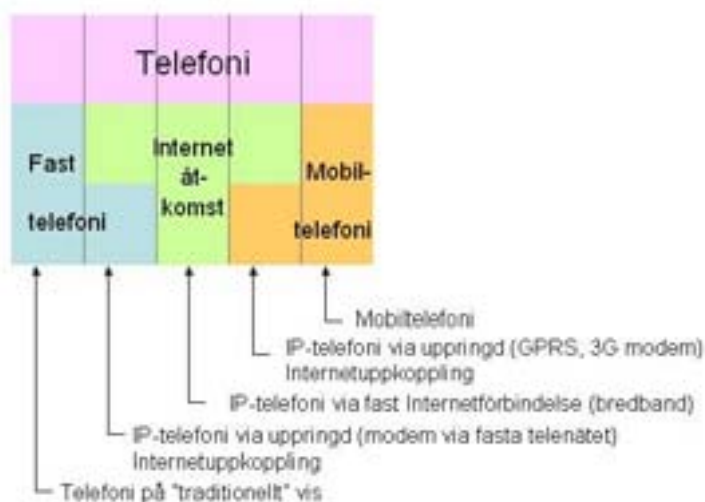 Telefoni
Fast
telefoni
Internet
åt-
komst
Mobil-
telefoni
Mobiltelefoni
IP-telefoni via uppringd (GPRS, 3G modem)
Internetuppkoppling
IP-telefoni via fast Internetförbindelse (bredband)
IP-telefoni via uppringd (modem via fasta telenätet)
Internetuppkoppling
Telefoni på "traditionellt" vis